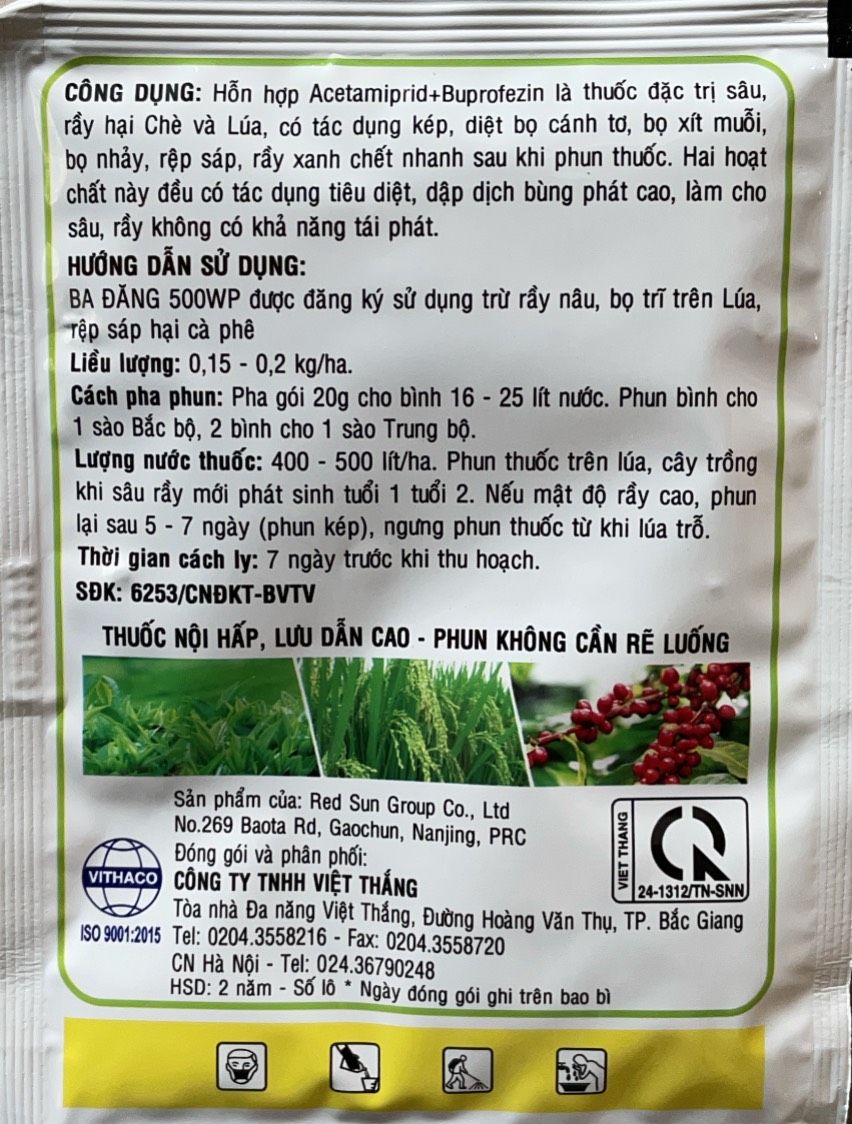 CÔNG DỤNG: Hỗn hợp Acetamiprid+Buprofezin là thuốc đặc trị sâu,
rầy hại Chè và Lúa, có tác dụng kép, diệt bọ cánh tơ, bọ xít muỗi,
bọ nhảy, rệp sáp, rầy xanh chết nhanh sau khi phun thuốc. Hai hoạt
chất này đều có tác dụng tiêu diệt, dập dịch bùng phát cao, làm cho
sâu, rầy không có khả năng tái phát.
HƯỚNG DẪN SỬ DỤNG:
BA ĐĂNG 500WP được đăng ký sử dụng trừ rầy nâu, bọ trĩ trên Lúa,
rệp sáp hại cà phê
Liều lượng: 0,15 - 0,2 kg/ha.
Cách pha phun: Pha gói 20g cho bình 16 - 25 lít nước. Phun bình cho
1 sào Bắc bộ, 2 bình cho 1 sào Trung bộ.
Lượng nước thuốc: 400 - 500 lít/ha. Phun thuốc trên lúa, cây trồng
khi sâu rầy mới phát sinh tuổi 1 tuổi 2. Nếu mật độ rầy cao, phun
lại sau 5 - 7 ngày (phun kép), ngưng phun thuốc từ khi lúa trỗ.
Thời gian cách ly: 7 ngày trước khi thu hoạch.
SĐK: 6253/CNĐKT-BVTV
THUỐC NỘI HẤP, LƯU DẪN CAO - PHUN KHÔNG CẦN RẼ LUỐNG
Sản phẩm của: Red Sun Group Co., Ltd
No.269 Baota Rd, Gaochun, Nanjing, PRC
Đóng gói và phân phối:
CÔNG TY TNHH VIỆT THẮNG
Tòa nhà Đa năng Việt Thắng, Đường Hoàng Văn Thụ, TP. Bắc Giang
Tel: 0204.3558216 - Fax: 0204.3558720
CN Hà Nội - Tel: 024.36790248
HSD: 2 năm - Số lô * Ngày đóng gói ghi trên bao bì
VITHACO
ISO 9001:2015
VIET THANG
24-1312/TN-SNN